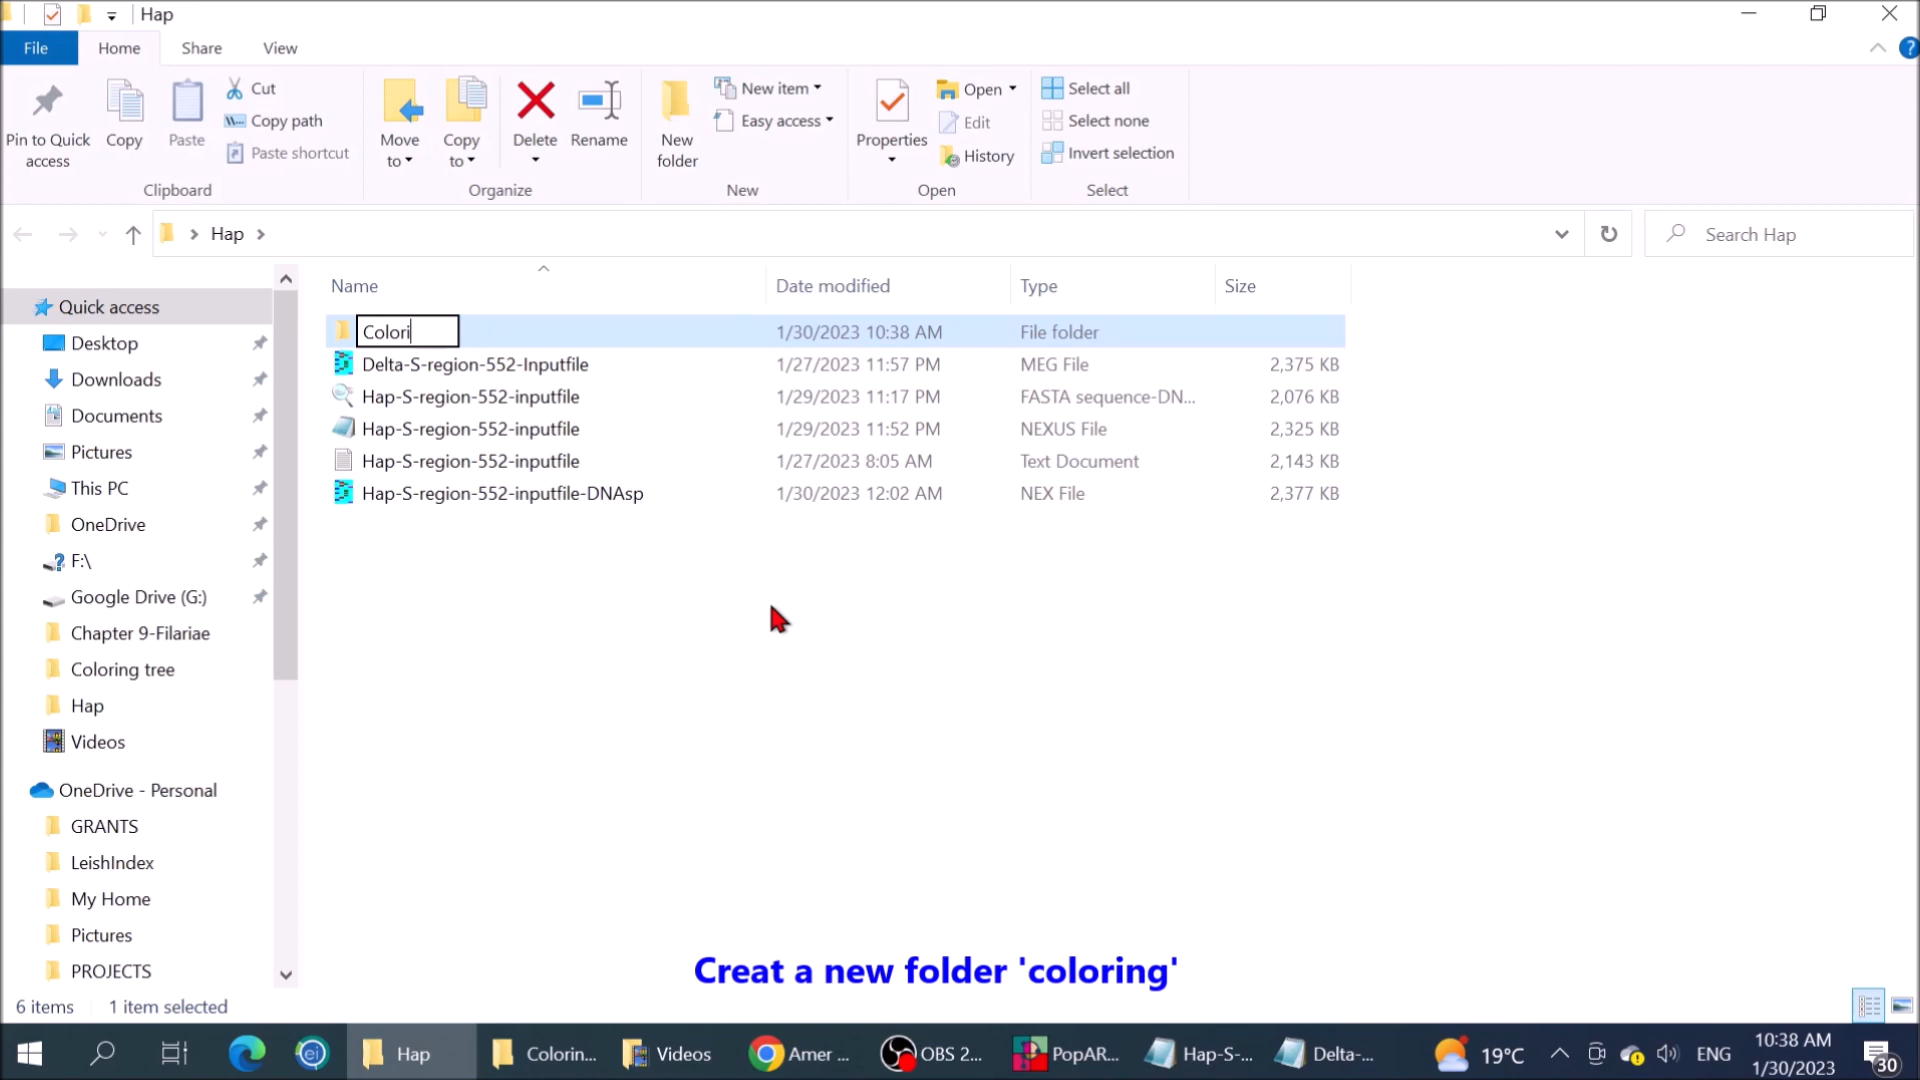 Hap
File Home Share View
Pin to Quick access
Copy
Paste
Cut
Copy path
Paste shortcut
Clipboard
Move to
Copy to
Delete
Rename
Organize
New folder
New item
Easy access
New
Properties
Open
Edit
History
Open
Select all
Select none
Invert selection
Select
Hap
Search Hap
Name Date modified Type Size
Colori 1/30/2023 10:38 AM File folder
Delta-S-region-552-Inputfile 1/27/2023 11:57 PM MEG File 2,375 KB
Hap-S-region-552-inputfile 1/29/2023 11:17 PM FASTA sequence-DN... 2,076 KB
Hap-S-region-552-inputfile 1/29/2023 11:52 PM NEXUS File 2,325 KB
Hap-S-region-552-inputfile 1/27/2023 8:05 AM Text Document 2,143 KB
Hap-S-region-552-inputfile-DNAsp 1/30/2023 12:02 AM NEX File 2,377 KB
Quick access
Desktop
Downloads
Documents
Pictures
This PC
OneDrive
F:\
Google Drive (G:)
Chapter 9-Filariae
Coloring tree
Hap
Videos
OneDrive - Personal
GRANTS
LeishIndex
My Home
Pictures
PROJECTS
Creat a new folder 'coloring'
6 items 1 item selected
Hap Colorin... Videos Amer ... OBS 2... PopAR... Hap-S-... Delta-... 19°C ENG 10:38 AM
1/30/2023 30